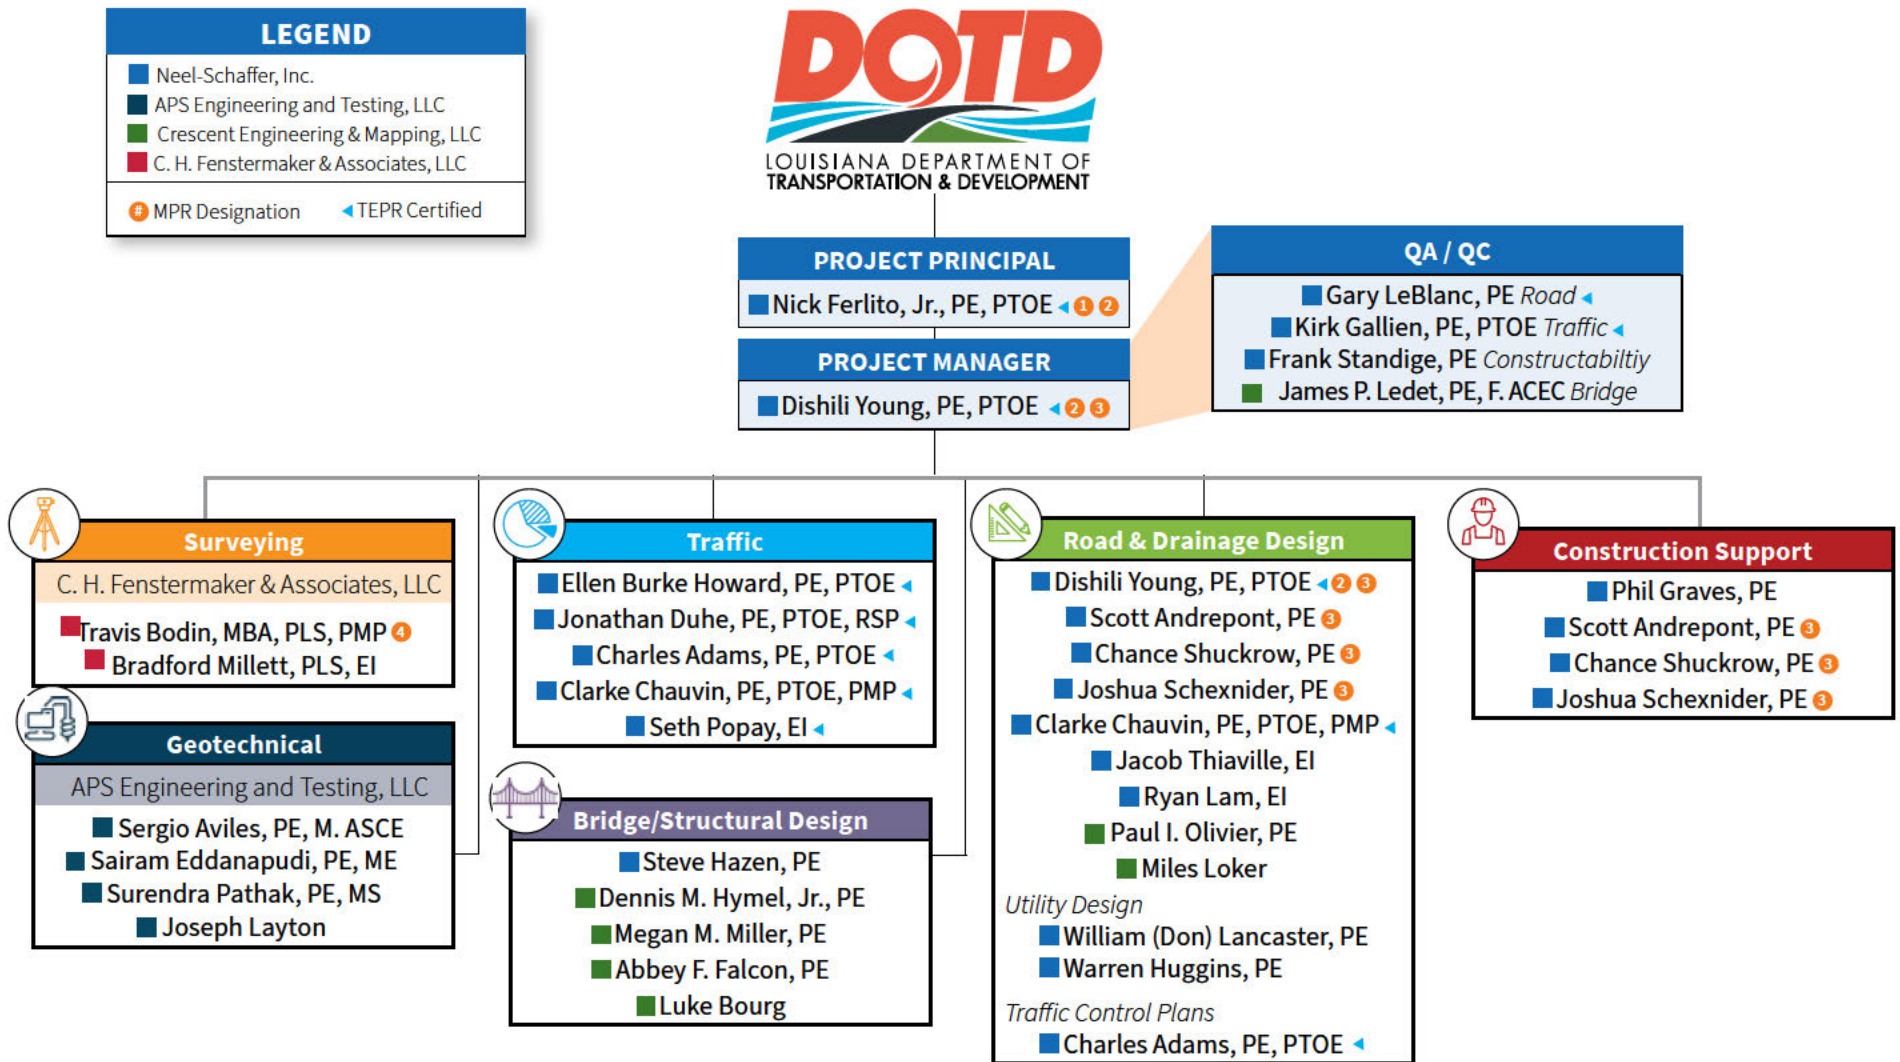 LEGEND
Neel-Schaffer, Inc.
APS Engineering and Testing, LLC
Crescent Engineering & Mapping, LLC
C. H. Fenstermaker & Associates, LLC
# MPR Designation ◄ TEPR Certified
DOTD
LOUISIANA DEPARTMENT OF
TRANSPORTATION & DEVELOPMENT
PROJECT PRINCIPAL
Nick Ferlito, Jr., PE, PTOE ◄ 1 2
PROJECT MANAGER
Dishili Young, PE, PTOE ◄ 2 3
QA / QC
Gary LeBlanc, PE Road ◄
Kirk Gallien, PE, PTOE Traffic ◄
Frank Standige, PE Constructabiltiy
James P. Ledet, PE, F. ACEC Bridge
Surveying
C. H. Fenstermaker & Associates, LLC
Travis Bodin, MBA, PLS, PMP 4
Bradford Millett, PLS, EI
Geotechnical
APS Engineering and Testing, LLC
Sergio Aviles, PE, M. ASCE
Sairam Eddanapudi, PE, ME
Surendra Pathak, PE, MS
Joseph Layton
Traffic
Ellen Burke Howard, PE, PTOE ◄
Jonathan Duhe, PE, PTOE, RSP ◄
Charles Adams, PE, PTOE ◄
Clarke Chauvin, PE, PTOE, PMP ◄
Seth Popay, EI ◄
Bridge/Structural Design
Steve Hazen, PE
Dennis M. Hymel, Jr., PE
Megan M. Miller, PE
Abbey F. Falcon, PE
Luke Bourg
Road & Drainage Design
Dishili Young, PE, PTOE ◄ 2 3
Scott Andrepont, PE 3
Chance Shuckrow, PE 3
Joshua Schexnider, PE 3
Clarke Chauvin, PE, PTOE, PMP ◄
Jacob Thiaville, EI
Ryan Lam, EI
Paul I. Olivier, PE
Miles Loker
Utility Design
William (Don) Lancaster, PE
Warren Huggins, PE
Traffic Control Plans
Charles Adams, PE, PTOE ◄
Construction Support
Phil Graves, PE
Scott Andrepont, PE 3
Chance Shuckrow, PE 3
Joshua Schexnider, PE 3